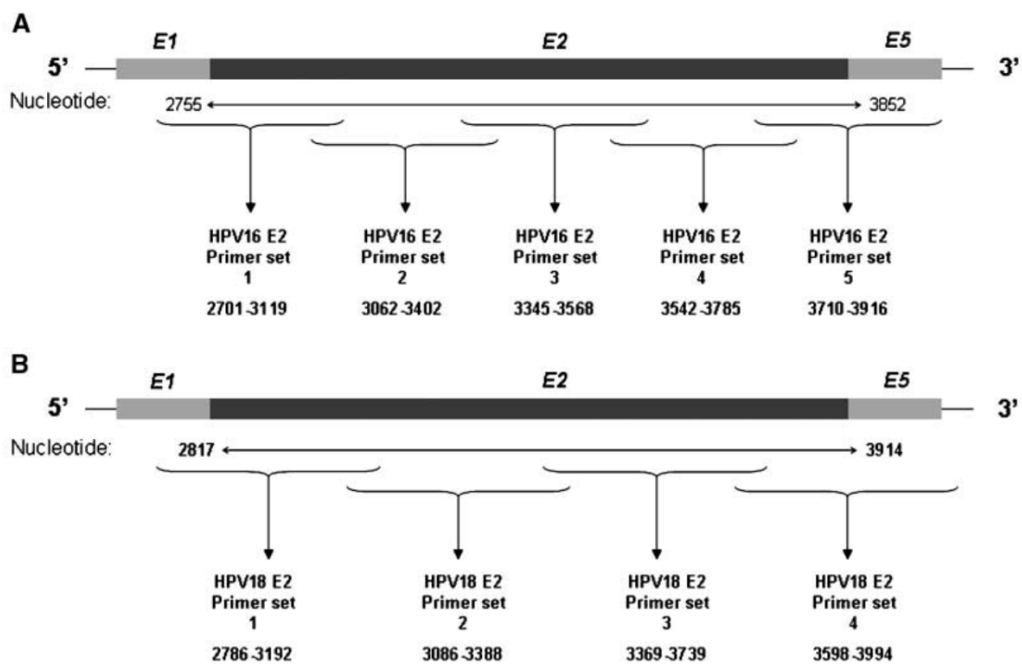 A
E1 E2 E5
5’ 3’
Nucleotide: 2755 3852
HPV16 E2 HPV16 E2 HPV16 E2 HPV16 E2 HPV16 E2
Primer set Primer set Primer set Primer set Primer set
1 2 3 4 5
2701-3119 3062-3402 3345-3568 3542-3785 3710-3916
B
E1 E2 E5
5’ 3’
Nucleotide: 2817 3914
HPV18 E2 HPV18 E2 HPV18 E2 HPV18 E2
Primer set Primer set Primer set Primer set
1 2 3 4
2786-3192 3086-3388 3369-3739 3598-3994